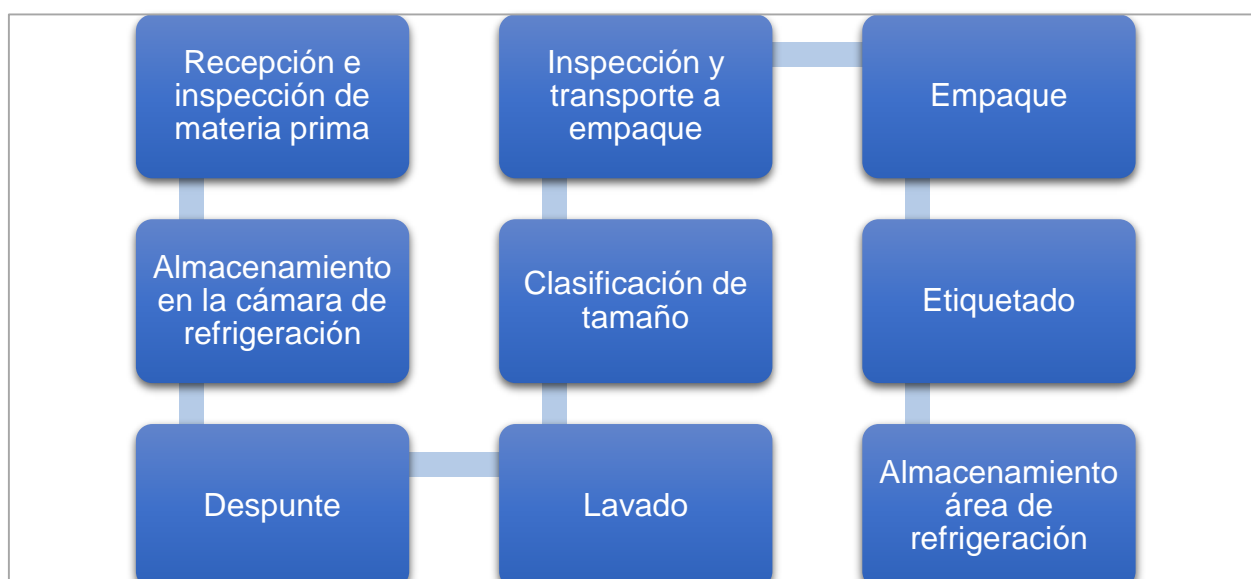 Recepción e
inspección de
materia prima
Almacenamiento
en la cámara de
refrigeración
Despunte
Lavado
Clasificación de
tamaño
Inspección y
transporte a
empaque
Empaque
Etiquetado
Almacenamiento
área de
refrigeración